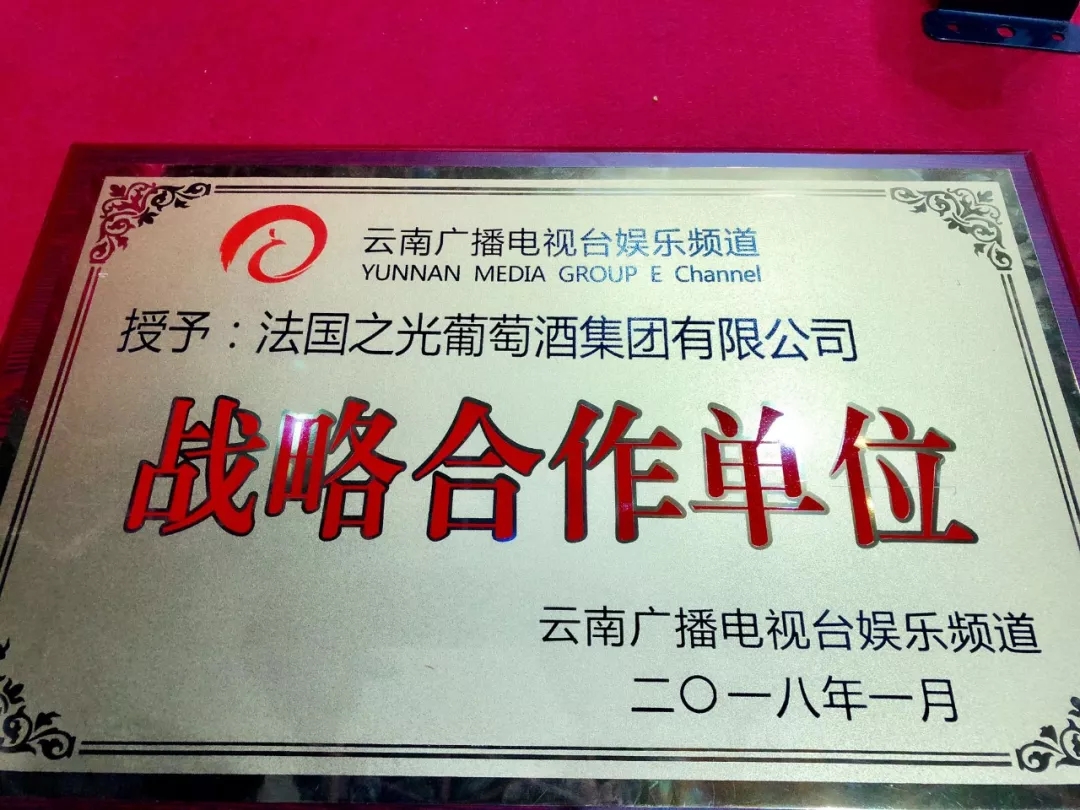 云南广播电视台娱乐频道
YUNNAN MEDIA GROUP E Channel
授予：法国之光葡萄酒集团有限公司
战略合作单位
云南广播电视台娱乐频道
二〇一八年一月